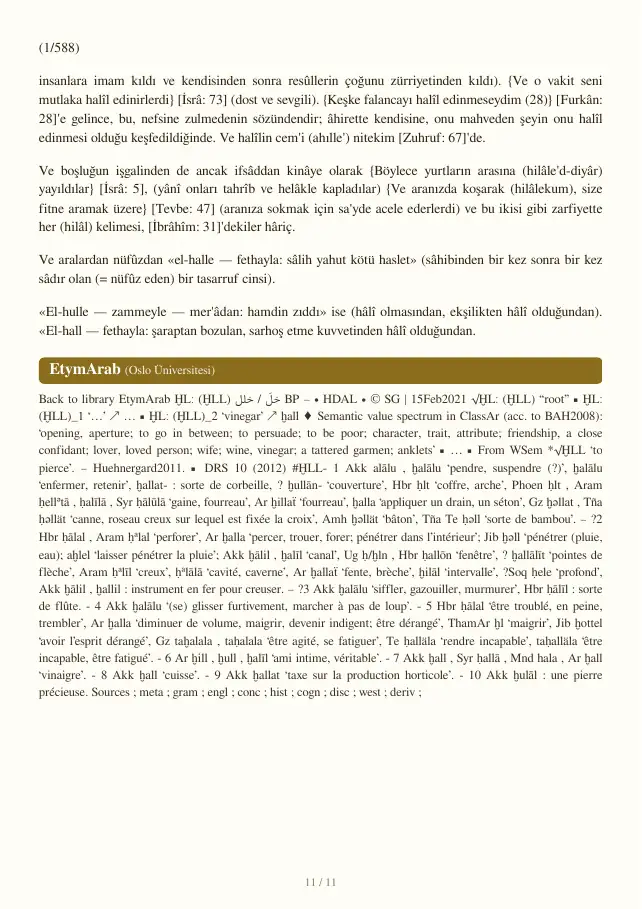 (1/588)
insanlara imam kıldı ve kendisinden sonra resûllerin çoğunu zürriyetinden kıldı). {Ve o vakit seni
mutlaka halîl edinirlerdi} [İsrâ: 73] (dost ve sevgili). {Keşke falancayı halîl edinmeseydim (28)} [Furkân:
28]'e gelince, bu, nefsine zulmedenin sözündendir; âhirette kendisine, onu mahveden şeyin onu halîl
edinmesi olduğu keşfedildiğinde. Ve halîlin cem'i (ahılle') nitekim [Zuhruf: 67]'de.
Ve boşluğun işgalinden de ancak ifsâddan kinâye olarak {Böylece yurtların arasına (hilâle'd-diyâr)
yayıldılar} [İsrâ: 5], (yânî onları tahrîb ve helâkle kapladılar) {Ve aranızda koşarak (hilâlekum), size
fitne aramak üzere} [Tevbe: 47] (aranıza sokmak için sa'yde acele ederlerdi) ve bu ikisi gibi zarfiyette
her (hilâl) kelimesi, [İbrâhîm: 31]'dekiler hâriç.
Ve aralardan nüfûzdan «el-halle — fethayla: sâlih yahut kötü haslet» (sâhibinden bir kez sonra bir kez
sâdır olan (= nüfûz eden) bir tasarruf cinsi).
«El-hulle — zammeyle — mer'âdan: hamdin zıddı» ise (hâlî olmasından, ekşilikten hâlî olduğundan).
«El-hall — fethayla: şaraptan bozulan, sarhoş etme kuvvetinden hâlî olduğundan.
EtymArab (Oslo Üniversitesi)
Back to library EtymArab ḪL: (ḪLL) خلّ / خلل BP – • HDAL • © SG | 15Feb2021 √ḪL: (ḪLL) “root” ▪ ḪL:
(ḪLL)_1 ‘…’ ↗ … ▪ ḪL: (ḪLL)_2 ‘vinegar’ ↗ ḫall ♦ Semantic value spectrum in ClassAr (acc. to BAH2008):
‘opening, aperture; to go in between; to persuade; to be poor; character, trait, attribute; friendship, a close
confidant; lover, loved person; wife; wine, vinegar; a tattered garmen; anklets’ ▪ … ▪ From WSem *√ḪLL ‘to
pierce’. – Huehnergard2011. ▪ DRS 10 (2012) #ḪLL- 1 Akk alālu , ḫalālu ‘pendre, suspendre (?)’, ḫalālu
‘enfermer, retenir’, ḫallat- : sorte de corbeille, ? ḫullān- ‘couverture’, Hbr ḫlt ‘coffre, arche’, Phoen ḫlt , Aram
ḥellᵊtā , ḥalīlā , Syr ḥālūlā ‘gaine, fourreau’, Ar ḫillaẗ ‘fourreau’, ḫalla ‘appliquer un drain, un séton’, Gz ḫəllat , Tña
ḥəllät ‘canne, roseau creux sur lequel est fixée la croix’, Amh ḥəllät ‘bâton’, Tña Te ḥəll ‘sorte de bambou’. – ?2
Hbr ḥālal , Aram ḥᵃlal ‘perforer’, Ar ḫalla ‘percer, trouer, forer; pénétrer dans l’intérieur’; Jib ḫəll ‘pénétrer (pluie,
eau); aḫlel ‘laisser pénétrer la pluie’; Akk ḫālil , ḫalīl ‘canal’, Ug ḫ/ḫln , Hbr ḥallōn ‘fenêtre’, ? ḥallālīt ‘pointes de
flèche’, Aram ḥᵃlīl ‘creux’, ḥᵃlālā ‘cavité, caverne’, Ar ḫallaẗ ‘fente, brèche’, ḫilāl ‘intervalle’, ?Soq ḥele ‘profond’,
Akk ḫālil , ḫallil : instrument en fer pour creuser. – ?3 Akk ḫalālu ‘siffler, gazouiller, murmurer’, Hbr ḥālīl : sorte
de flûte. - 4 Akk ḫalālu ‘(se) glisser furtivement, marcher à pas de loup’. - 5 Hbr ḥālal ‘être troublé, en peine,
trembler’, Ar ḫalla ‘diminuer de volume, maigrir, devenir indigent; être dérangé’, ThamAr ḫl ‘maigrir’, Jib ḫottel
‘avoir l’esprit dérangé’, Gz taḫalala , taḥalala ‘être agité, se fatiguer’, Te ḥalläla ‘rendre incapable’, taḥalläla ‘être
incapable, être fatigué’. - 6 Ar ḫill , ḫull , ḫalīl ‘ami intime, véritable’. - 7 Akk ḫall , Syr ḥallā , Mnd hala , Ar ḫall
‘vinaigre’. - 8 Akk ḫall ‘cuisse’. - 9 Akk ḫallat ‘taxe sur la production horticole’. - 10 Akk ḫulāl : une pierre
précieuse. Sources ; meta ; gram ; engl ; conc ; hist ; cogn ; disc ; west ; deriv ;
11 / 11